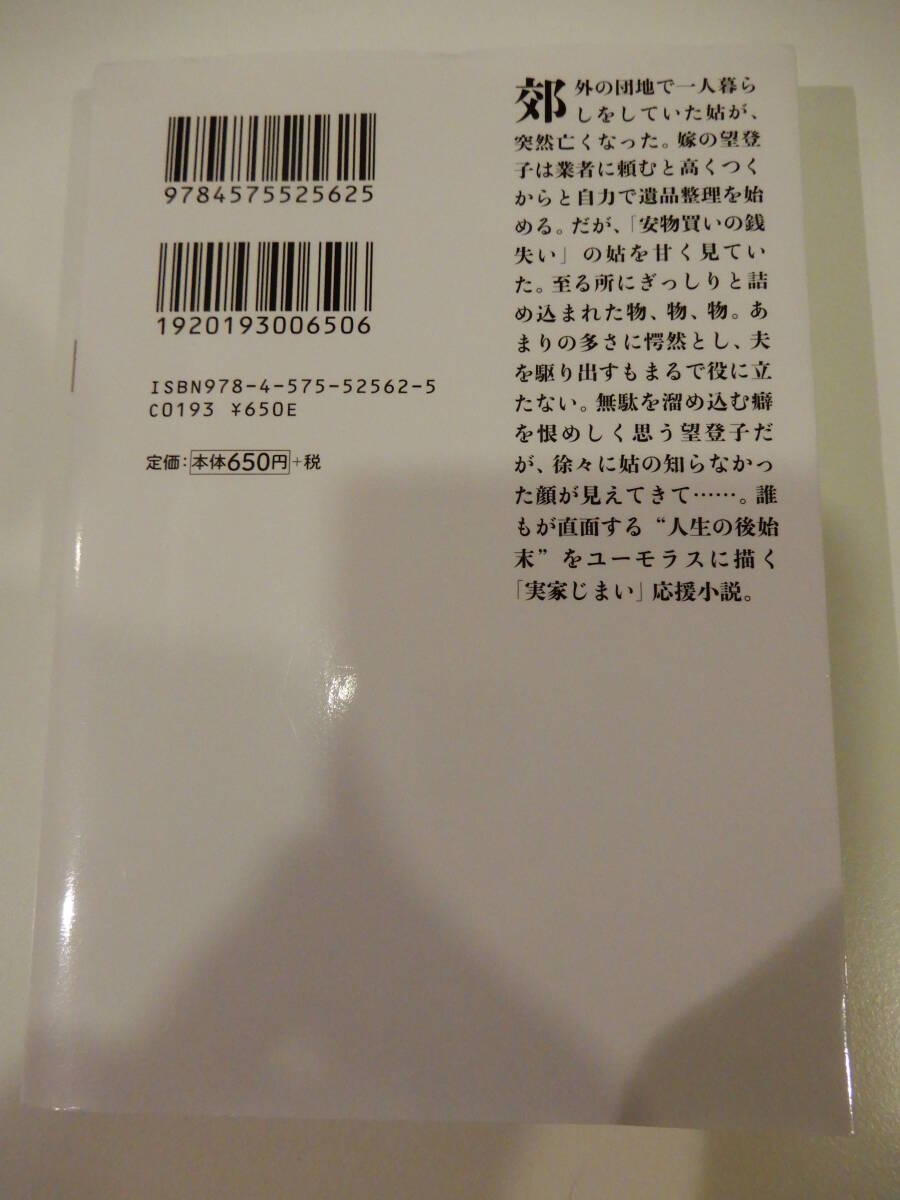 9784575525625
1920193006506
ISBN978-4-575-52562-5
C0193 ¥650E
定価:本体650円+税
郊外の団地で一人暮ら
しをしていた姑が、
突然亡くなった。嫁の望登
子は業者に頼むと高くつく
からと自力で遺品整理を始
める。だが、「安物買いの銭
失い」の姑を甘く見てい
た。至る所にぎっしりと詰
め込まれた物、物、物。あ
まりの多さに愕然とし、夫
を駆り出すもまるで役に立
たない。無駄を溜め込む癖
を恨めしく思う望登子だ
が、徐々に姑の知らなかっ
た顔が見えてきて……。誰
もが直面する“人生の後始
末”をユーモラスに描く
「実家じまい」応援小説。